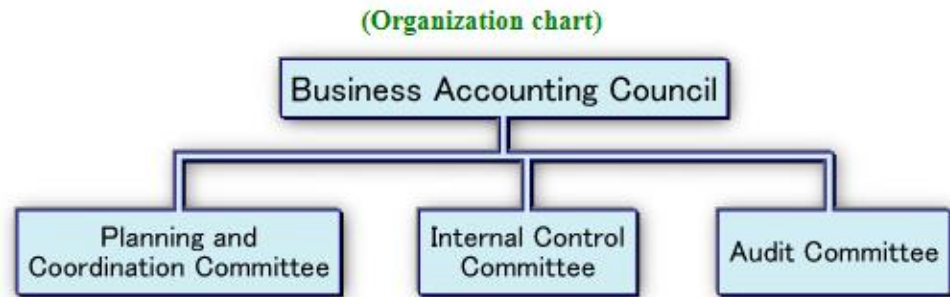 (Organization chart)
Business Accounting Council
Planning and
Coordination Committee
Internal Control
Committee
Audit Committee